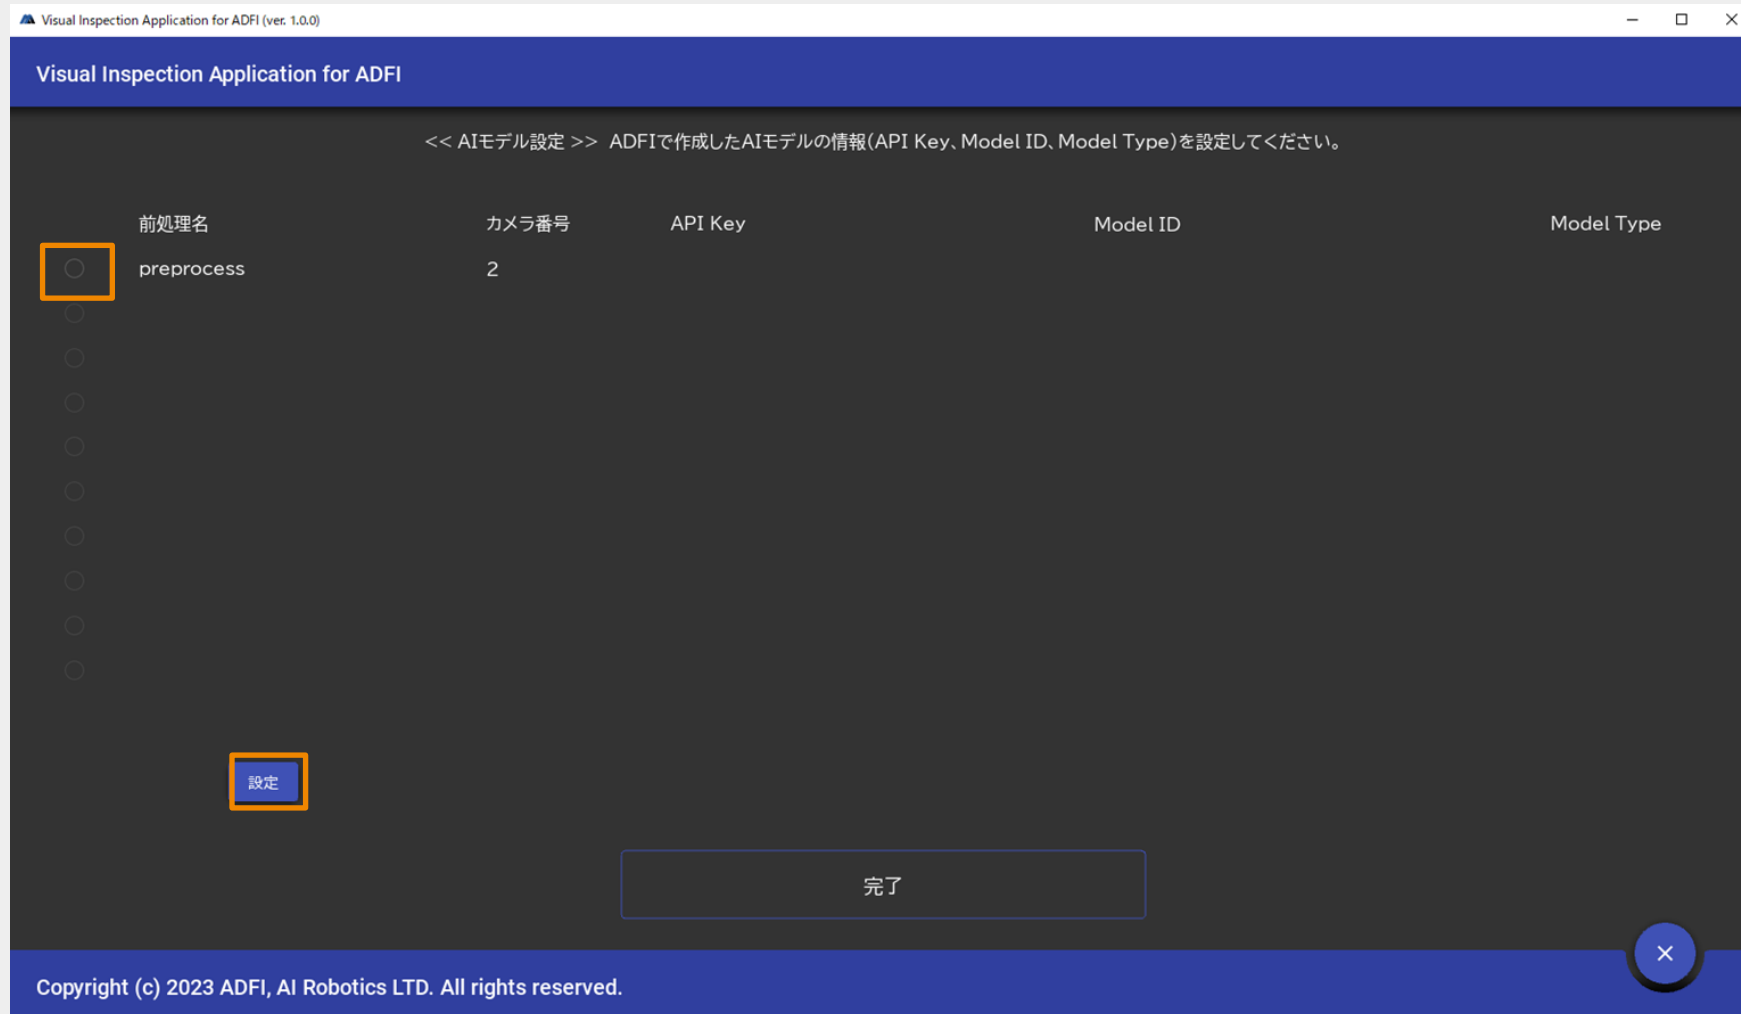 Visual Inspection Application for ADFI (ver. 1.0.0)
Visual Inspection Application for ADFI
<< AIモデル設定 >> ADFIで作成したAIモデルの情報(API Key、Model ID、Model Type)を設定してください。
前処理名 カメラ番号 API Key Model ID Model Type
preprocess 2
設定
完了
Copyright (c) 2023 ADFI, AI Robotics LTD. All rights reserved.